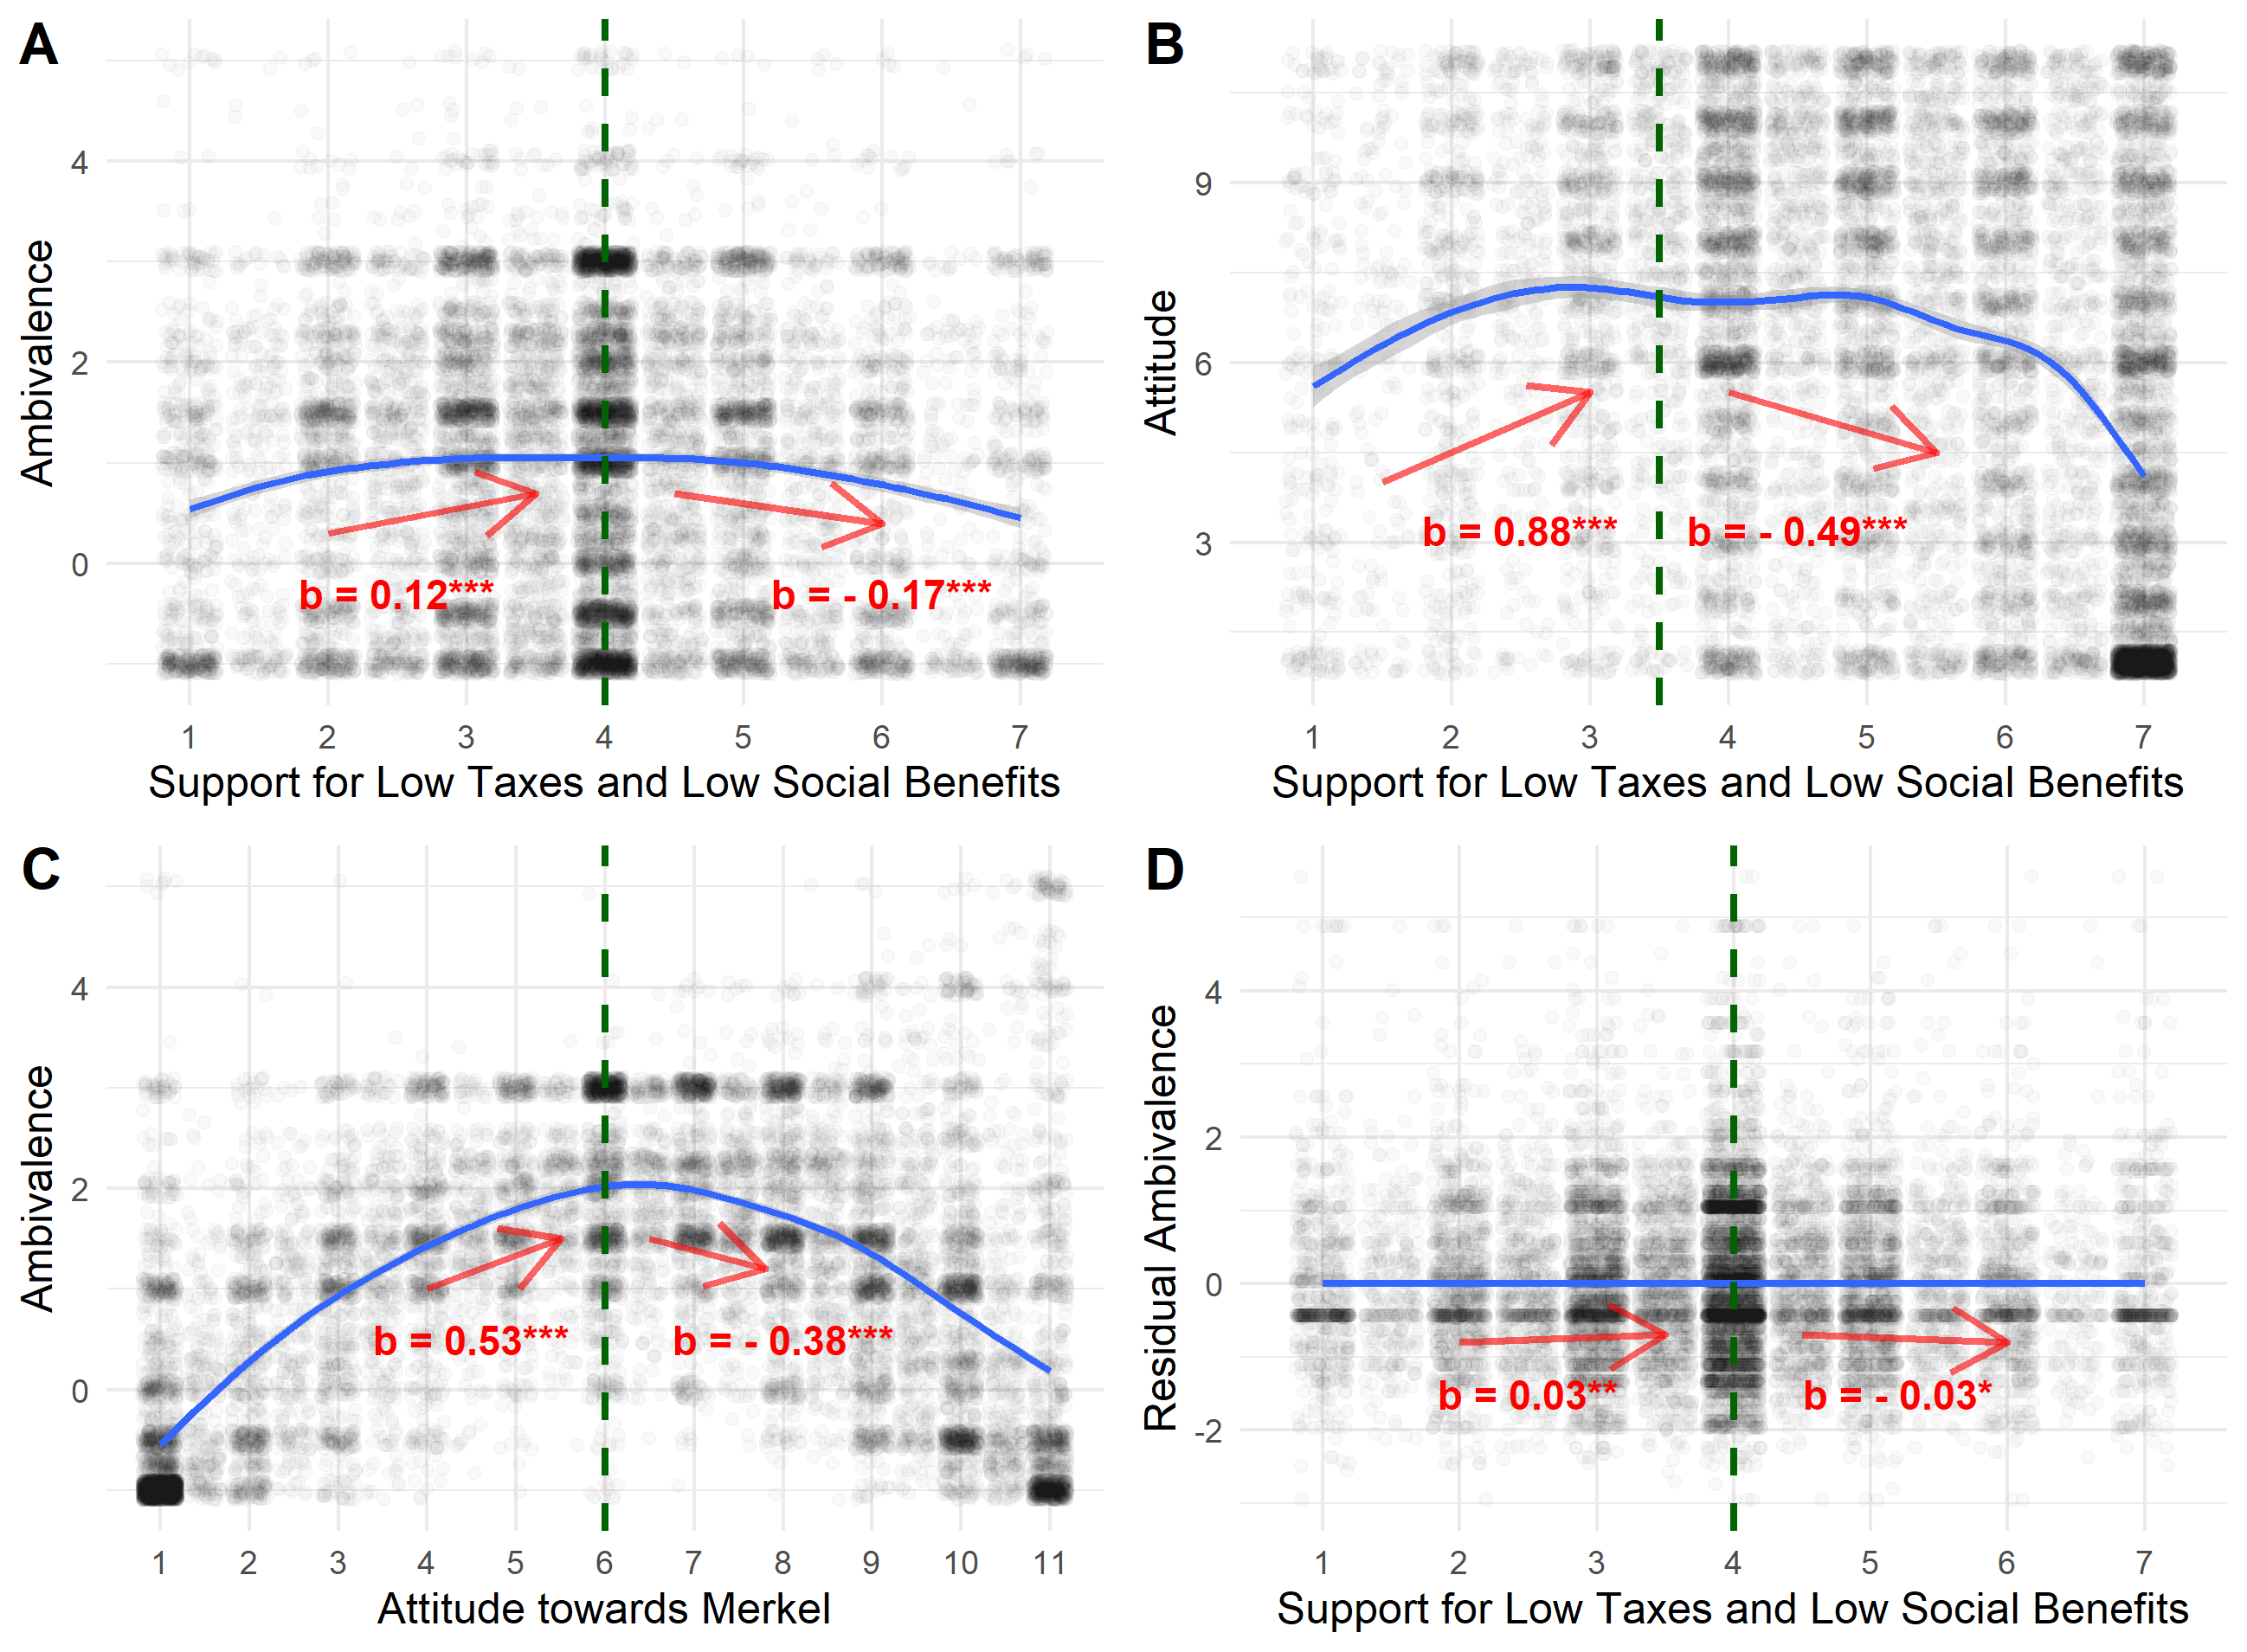 A
4
2
0
Ambivalence
b = 0.12***
b = - 0.17***
1 2 3 4 5 6 7
Support for Low Taxes and Low Social Benefits
B
9
6
3
Attitude
b = 0.88***
b = - 0.49***
1 2 3 4 5 6 7
Support for Low Taxes and Low Social Benefits
C
4
2
0
Ambivalence
b = 0.53***
b = - 0.38***
1 2 3 4 5 6 7 8 9 10 11
Attitude towards Merkel
D
4
2
0
-2
Residual Ambivalence
b = 0.03**
b = - 0.03*
1 2 3 4 5 6 7
Support for Low Taxes and Low Social Benefits